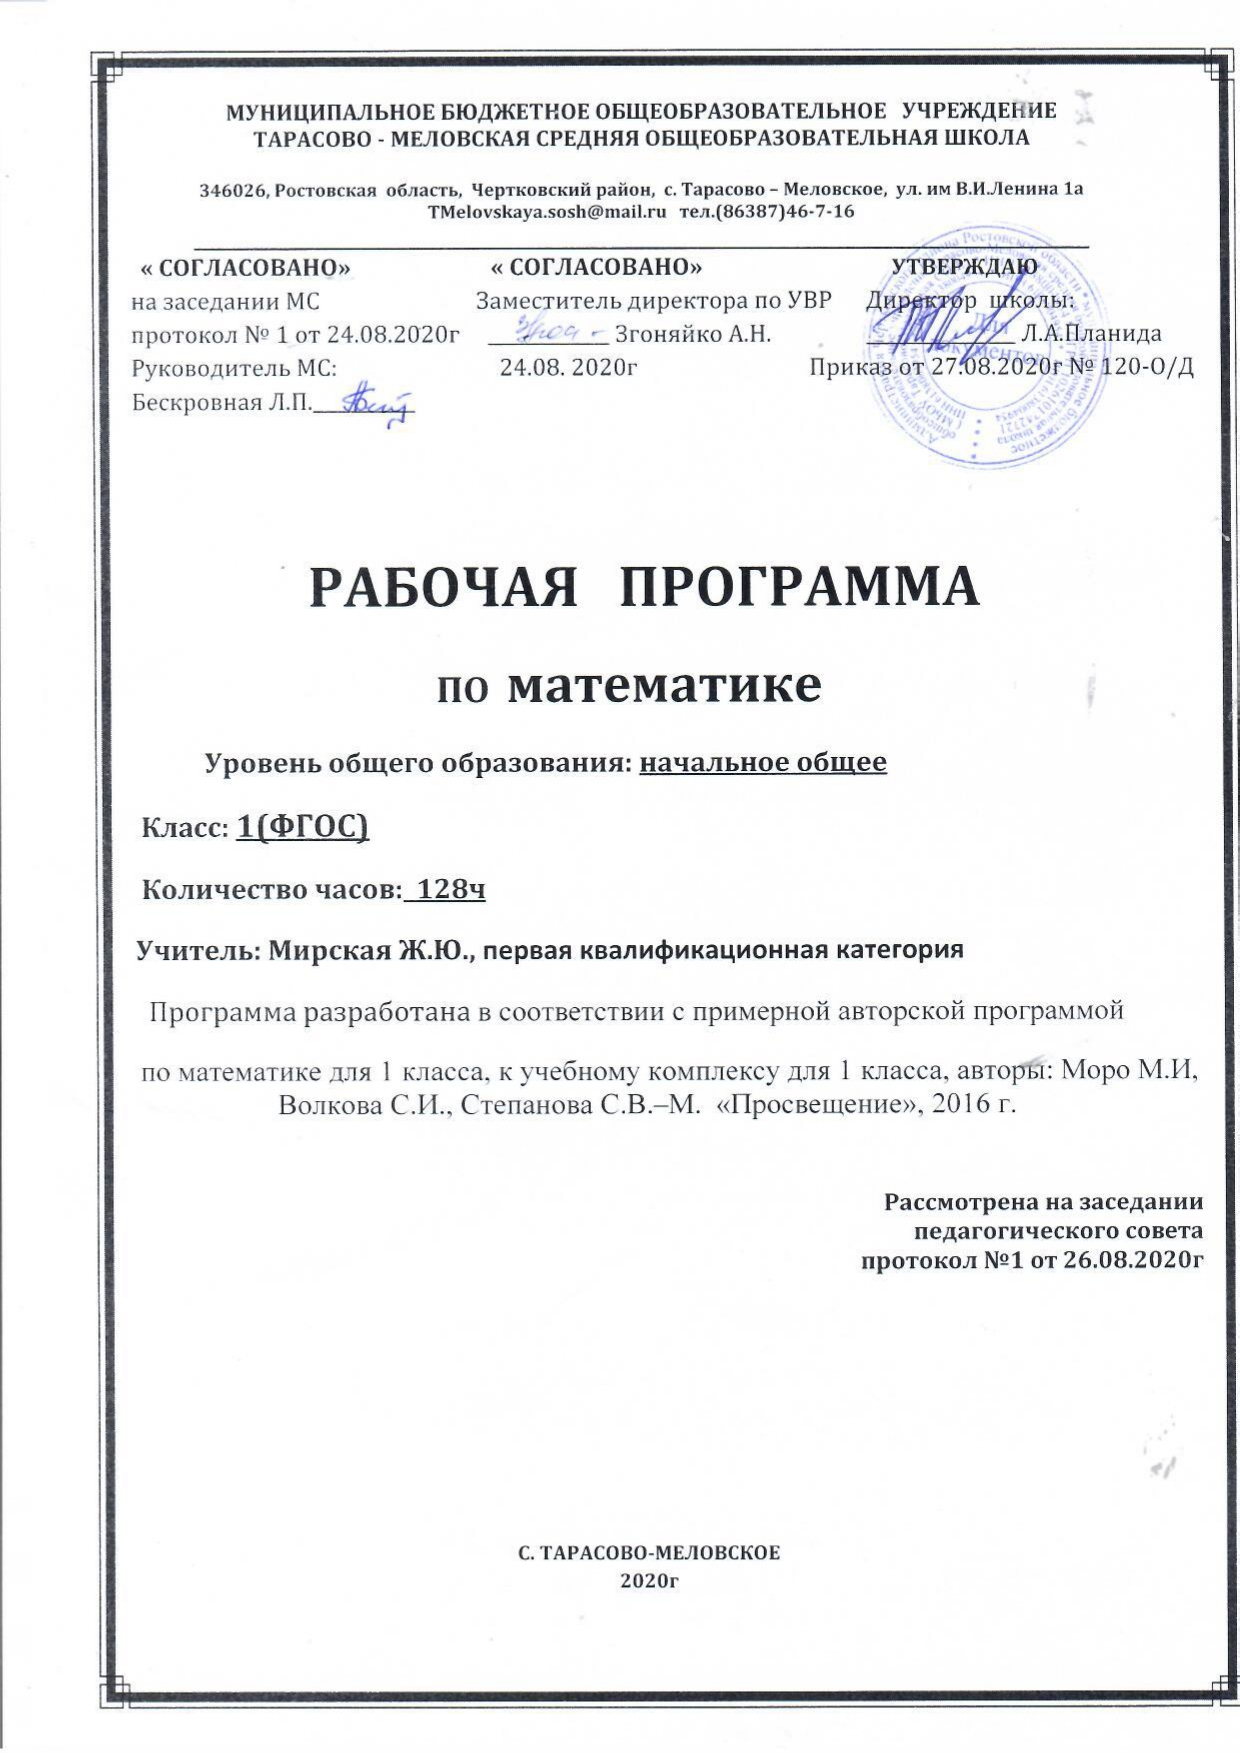 МУНИЦИПАЛЬНОЕ БЮДЖЕТНОЕ ОБЩЕОБРАЗОВАТЕЛЬНОЕ УЧРЕЖДЕНИЕ
ТАРАСОВО - МЕЛОВСКАЯ СРЕДНЯЯ ОБЩЕОБРАЗОВАТЕЛЬНАЯ ШКОЛА
346026, Ростовская область, Чертковский район, с. Тарасово – Меловское, ул. им В.И.Ленина 1а
TMelovskaya.sosh@mail.ru тел.(86387)46-7-16
« СОГЛАСОВАНО» « СОГЛАСОВАНО» УТВЕРЖДАЮ
на заседании МС Заместитель директора по УВР Директор школы:
протокол № 1 от 24.08.2020г __________ Згоняйко А.Н. ____________ Л.А.Планида
Руководитель МС: 24.08. 2020г Приказ от 27.08.2020г № 120-О/Д
Бескровная Л.П.________
Для
документов
РАБОЧАЯ ПРОГРАММА
по математике
Уровень общего образования: начальное общее
Класс: 1(ФГОС)
Количество часов: 128ч
Учитель: Мирская Ж.Ю., первая квалификационная категория
Программа разработана в соответствии с примерной авторской программой
по математике для 1 класса, к учебному комплексу для 1 класса, авторы: Моро М.И,
Волкова С.И., Степанова С.В.–М. «Просвещение», 2016 г.
Рассмотрена на заседании
педагогического совета
протокол №1 от 26.08.2020г
С. ТАРАСОВО-МЕЛОВСКОЕ
2020г